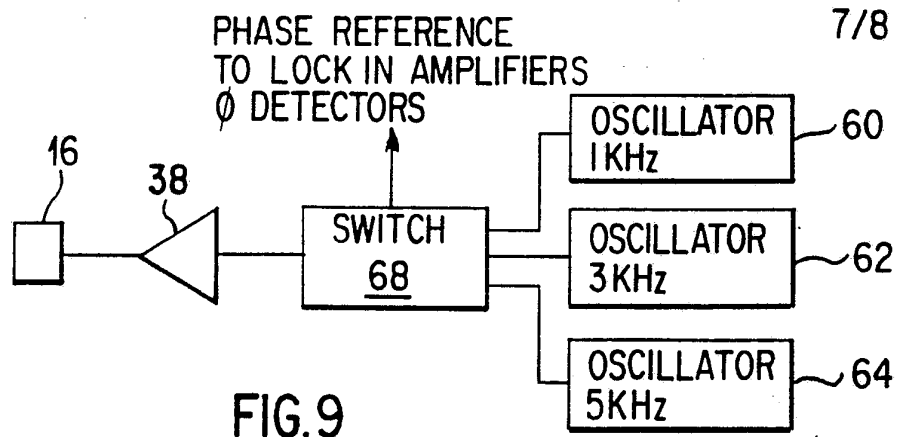 7/8
PHASE REFERENCE
TO LOCK IN AMPLIFIERS
Ø DETECTORS
16
38
SWITCH
68
OSCILLATOR
1KHz
60
OSCILLATOR
3KHz
62
OSCILLATOR
5KHz
64
FIG.9